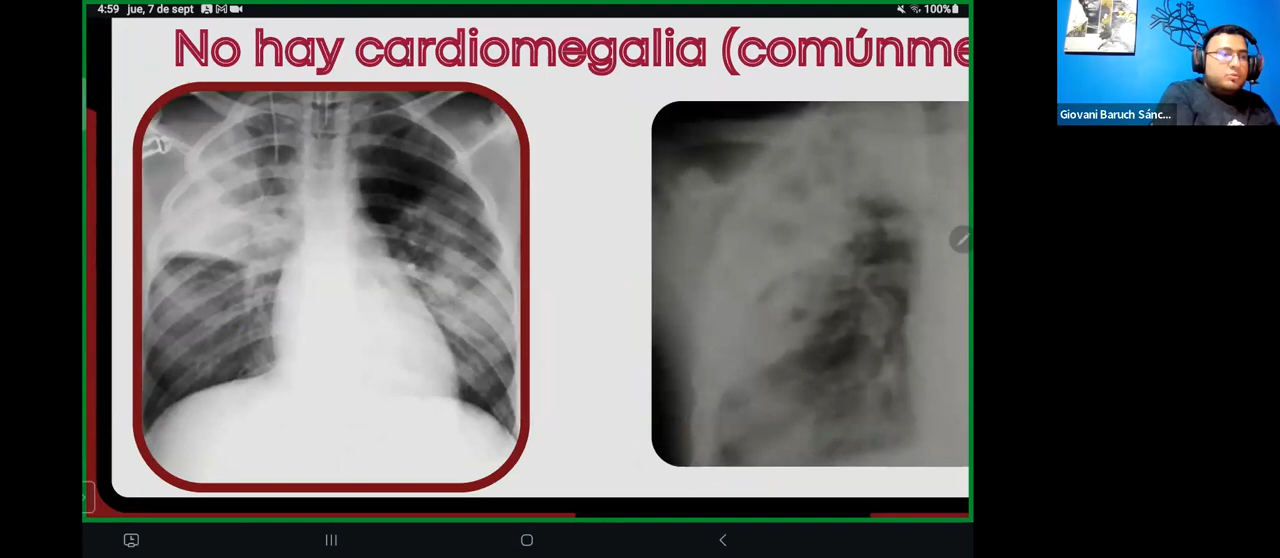 4:59 jue, 7 de sept
100%
No hay cardiomegalia (comúnme
Giovani Baruch Sánc...